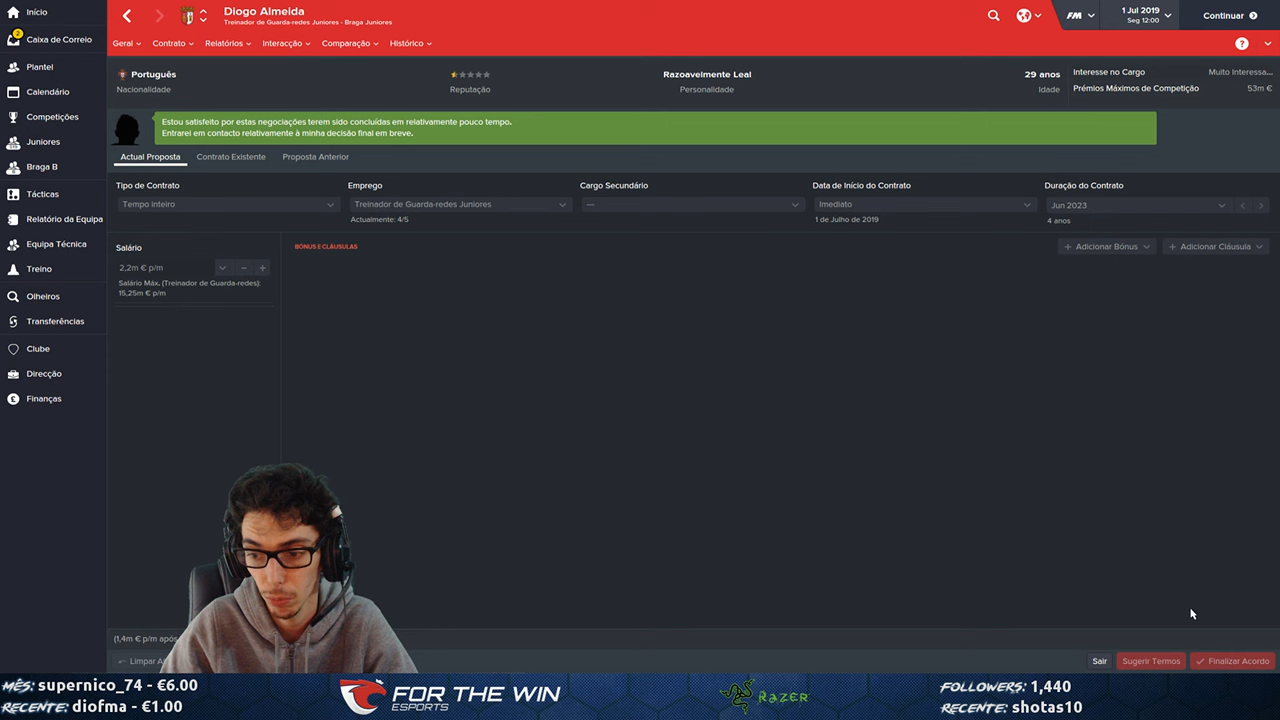 Início
2
Caixa de Correio
Plantel
Calendário
Competições
Juniores
Braga B
Tácticas
Relatório da Equipa
Equipa Técnica
Treino
Olheiros
Transferências
Clube
Direcção
Finanças
Diogo Almeida
Treinador de Guarda-redes Juniores - Braga Juniores
FM
1 Jul 2019
Seg 12:00
Continuar
Geral
Contrato
Relatórios
Interacção
Comparação
Histórico
?
Português
Nacionalidade
Reputação
Razoavelmente Leal
Personalidade
29 anos
Idade
Interesse no Cargo
Muito Interessa...
Prémios Máximos de Competição
53m €
Estou satisfeito por estas negociações terem sido concluídas em relativamente pouco tempo.
Entrarei em contacto relativamente à minha decisão final em breve.
Actual Proposta
Contrato Existente
Proposta Anterior
Tipo de Contrato
Tempo inteiro
Emprego
Treinador de Guarda-redes Juniores
Actualmente: 4/5
Cargo Secundário
—
Data de Início do Contrato
Imediato
1 de Julho de 2019
Duração do Contrato
Jun 2023
4 anos
Salário
2,2m € p/m
Salário Máx. (Treinador de Guarda-redes):
15,25m € p/m
BÓNUS E CLÁUSULAS
+ Adicionar Bónus
+ Adicionar Cláusula
(1,4m € p/m após
Limpar
Sair
Sugerir Termos
Finalizar Acordo
MÊS: supernico_74 - €6.00
RECENTE: diofma - €1.00
FOR THE WIN
ESPORTS
RAZER
FOLLOWERS: 1,440
RECENTE: shotas10